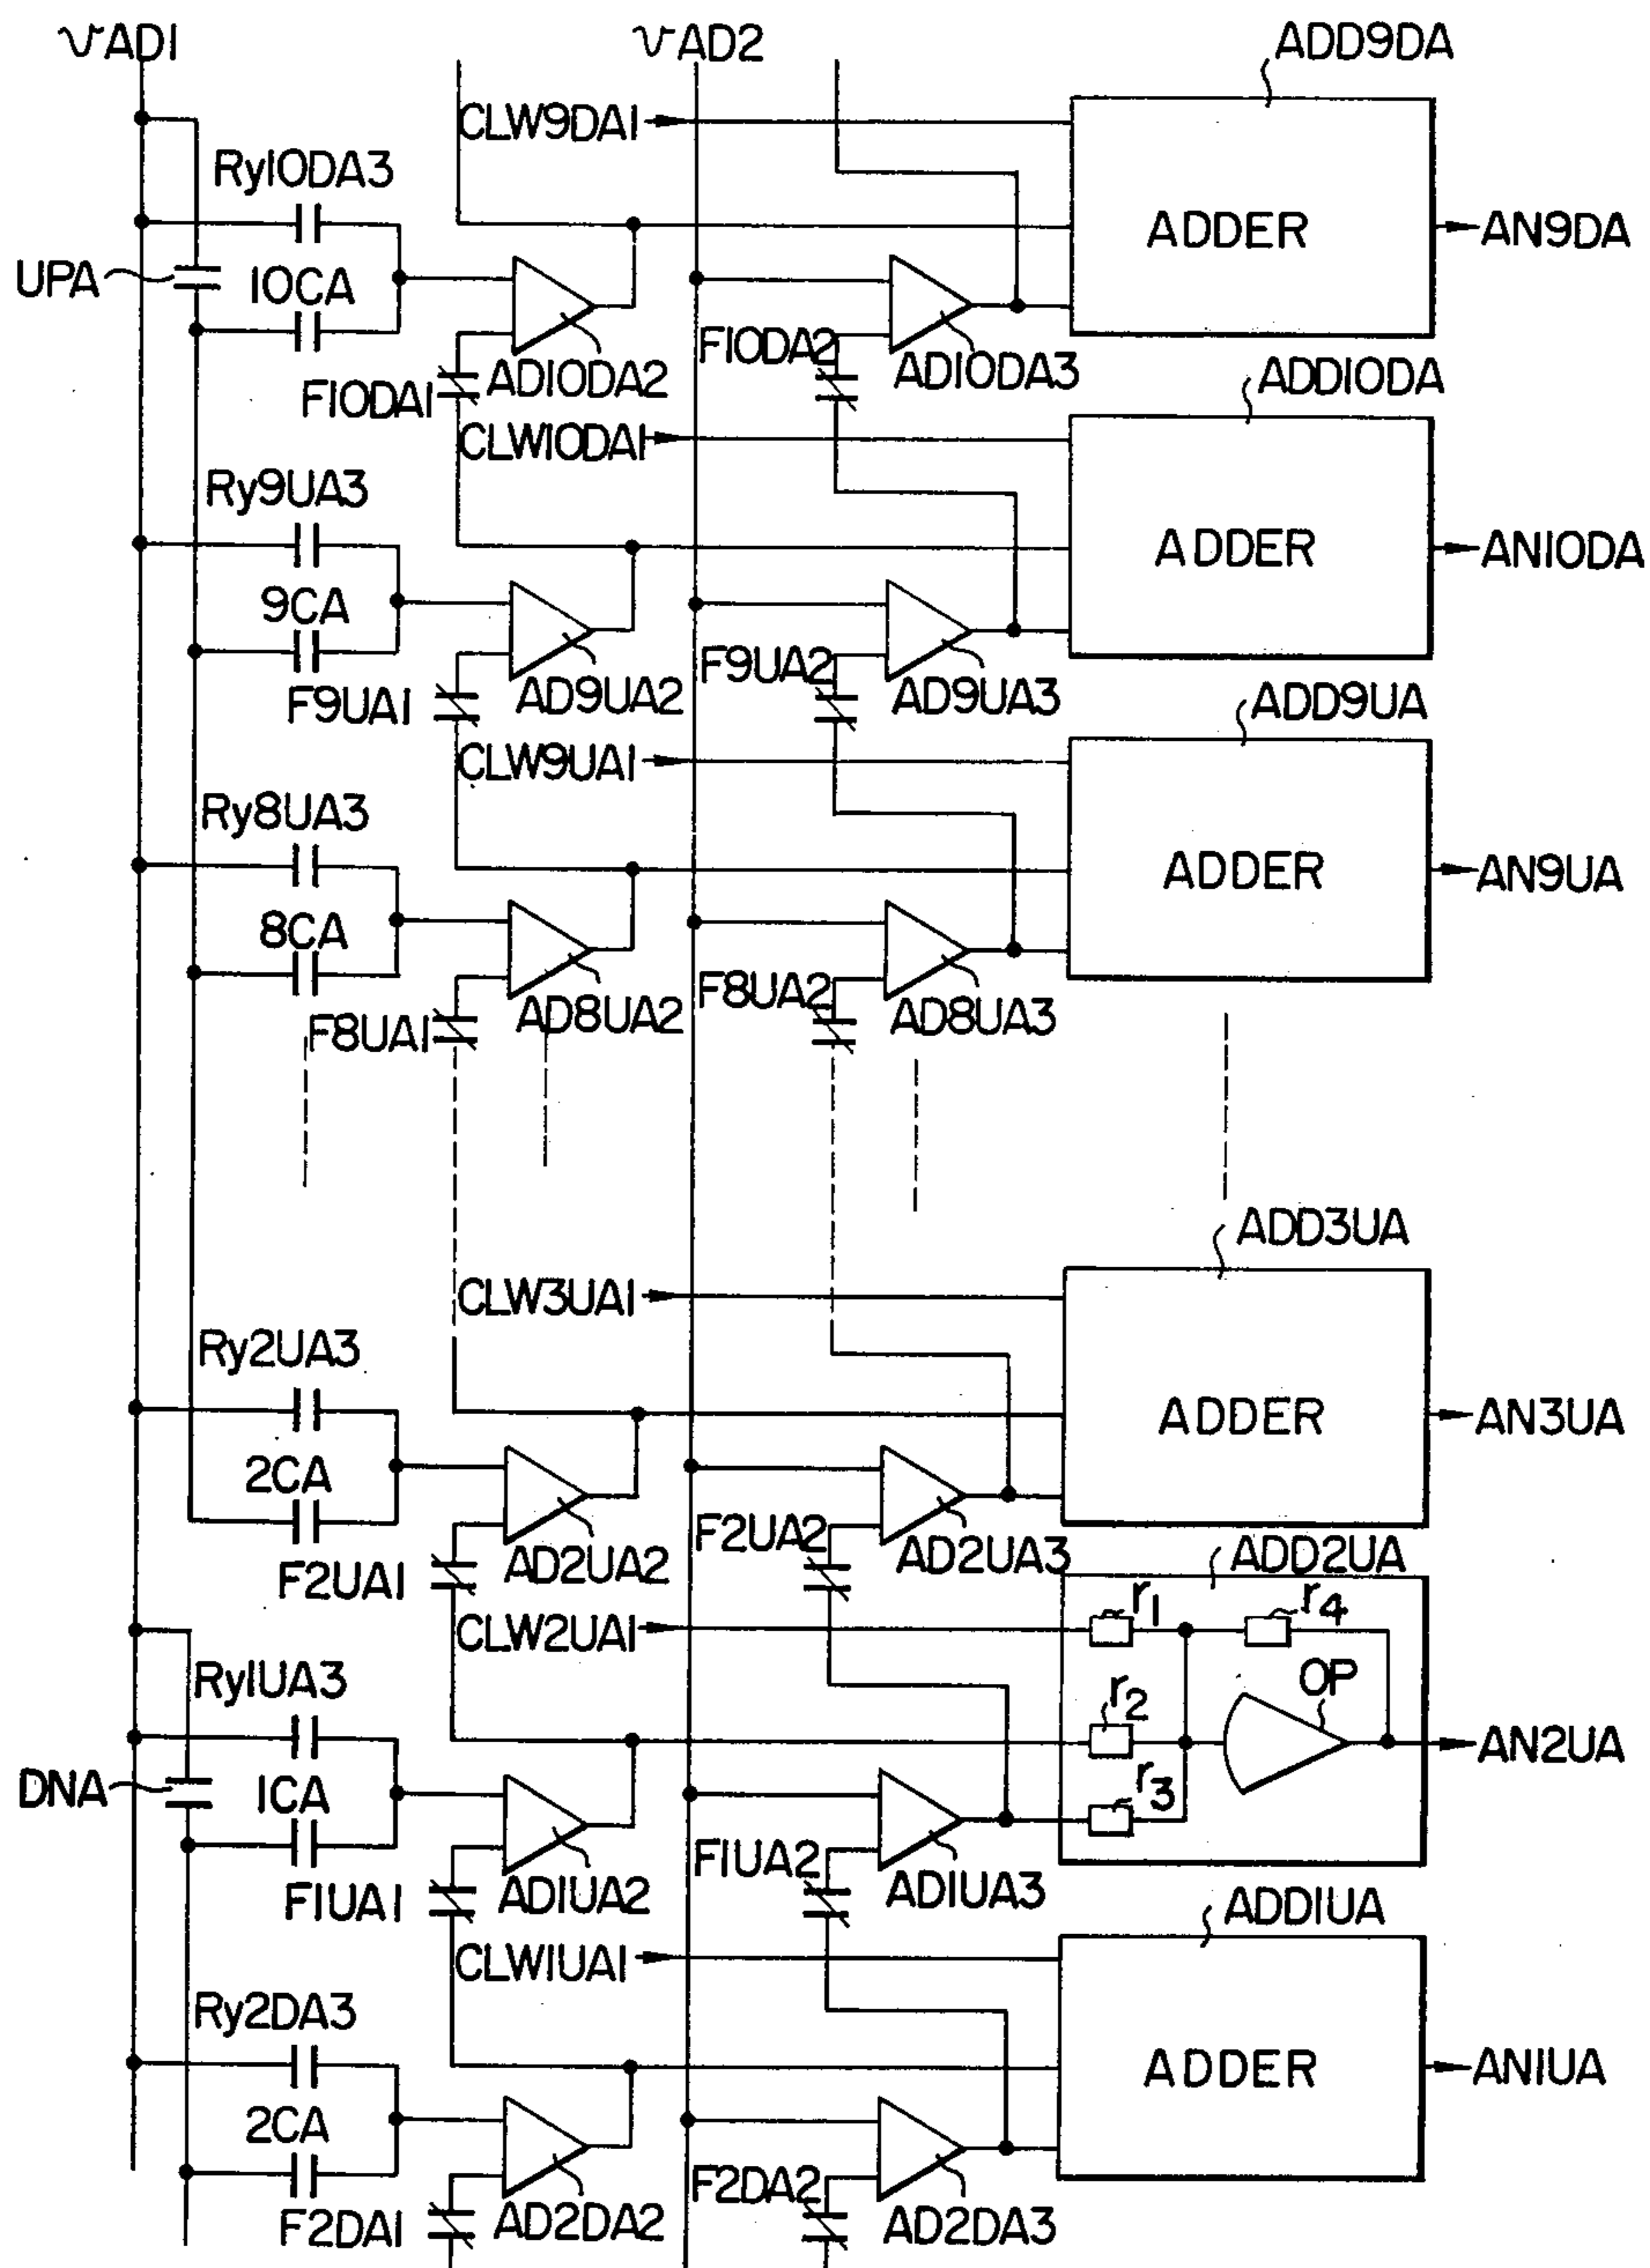 VAD1
VAD2
ADD9DA
CLW9DA1
Ry10DA3
ADDER
AN9DA
UPA
10CA
F10DA2
AD10DA2
AD10DA3
F10DA1
ADD10DA
CLW10DA1
Ry9UA3
ADDER
AN10DA
9CA
F9UA2
F9UA1
AD9UA2
AD9UA3
ADD9UA
CLW9UA1
Ry8UA3
ADDER
AN9UA
8CA
F8UA2
AD8UA2
AD8UA3
F8UA1
ADD3UA
CLW3UA1
Ry2UA3
ADDER
AN3UA
2CA
F2UA2
F2UA1
AD2UA2
AD2UA3
ADD2UA
CLW2UA1
r1
r4
Ry1UA3
OP
r2
AN2UA
DNA
1CA
r3
F1UA2
F1UA1
AD1UA2
AD1UA3
ADD1UA
CLW1UA1
Ry2DA3
ADDER
AN1UA
2CA
F2DA2
F2DA1
AD2DA2
AD2DA3